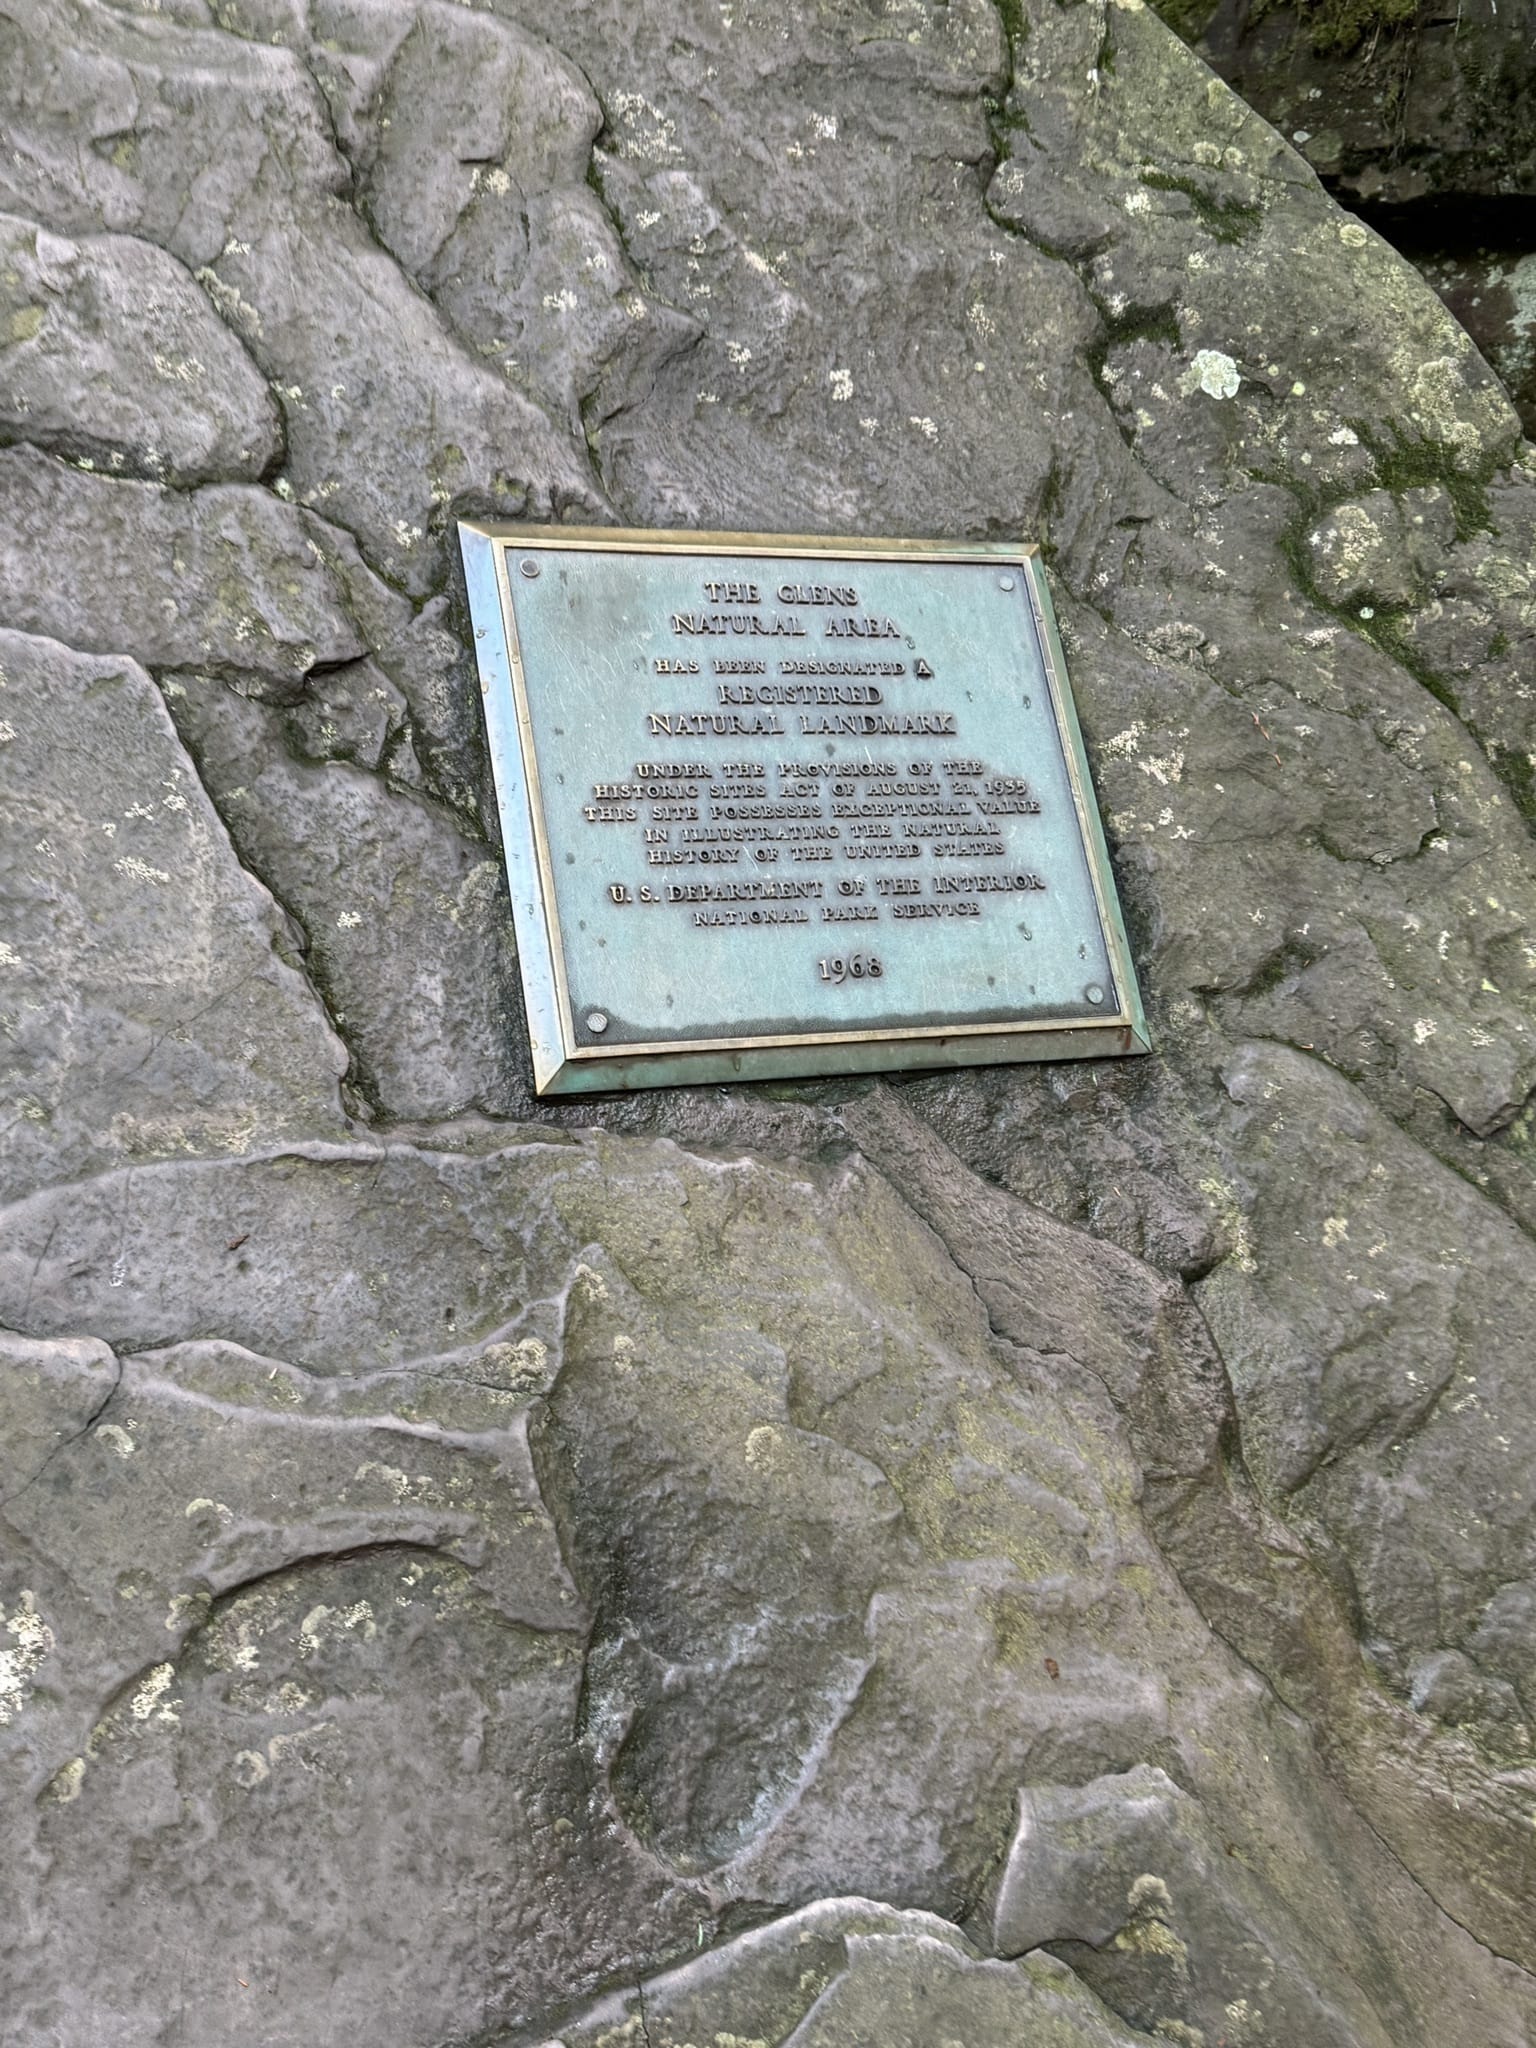 THE GLENS
NATURAL AREA
HAS BEEN DESIGNATED A
REGISTERED
NATURAL LANDMARK
UNDER THE PROVISIONS OF THE
HISTORIC SITES ACT OF AUGUST 21, 1935
THIS SITE POSSESSES EXCEPTIONAL VALUE
IN ILLUSTRATING THE NATURAL
HISTORY OF THE UNITED STATES
U. S. DEPARTMENT OF THE INTERIOR
NATIONAL PARK SERVICE
1968